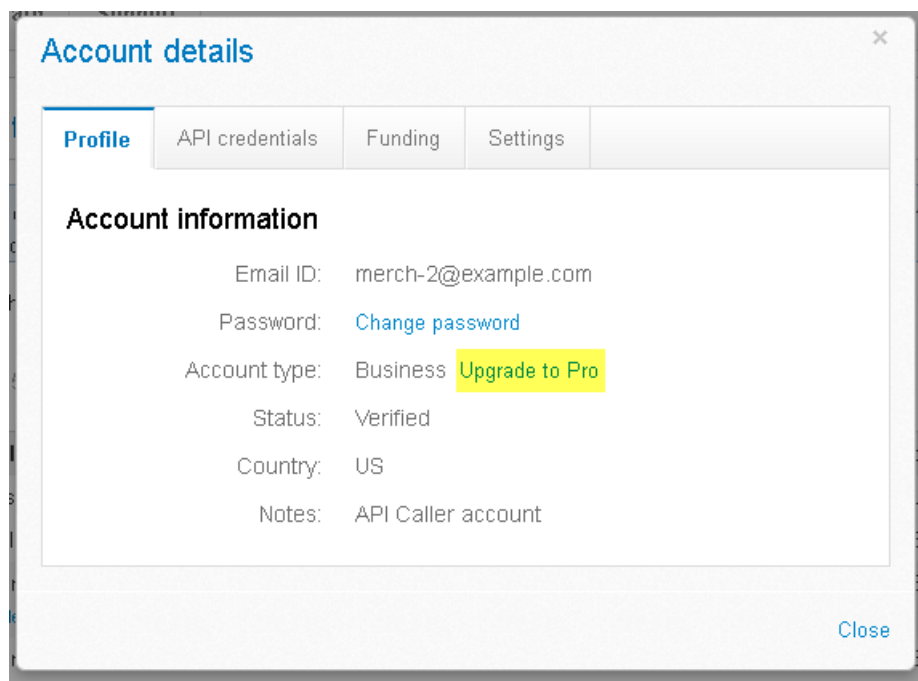 Account details
×
Profile API credentials Funding Settings
Account information
Email ID: merch-2@example.com
Password: Change password
Account type: Business Upgrade to Pro
Status: Verified
Country: US
Notes: API Caller account
Close